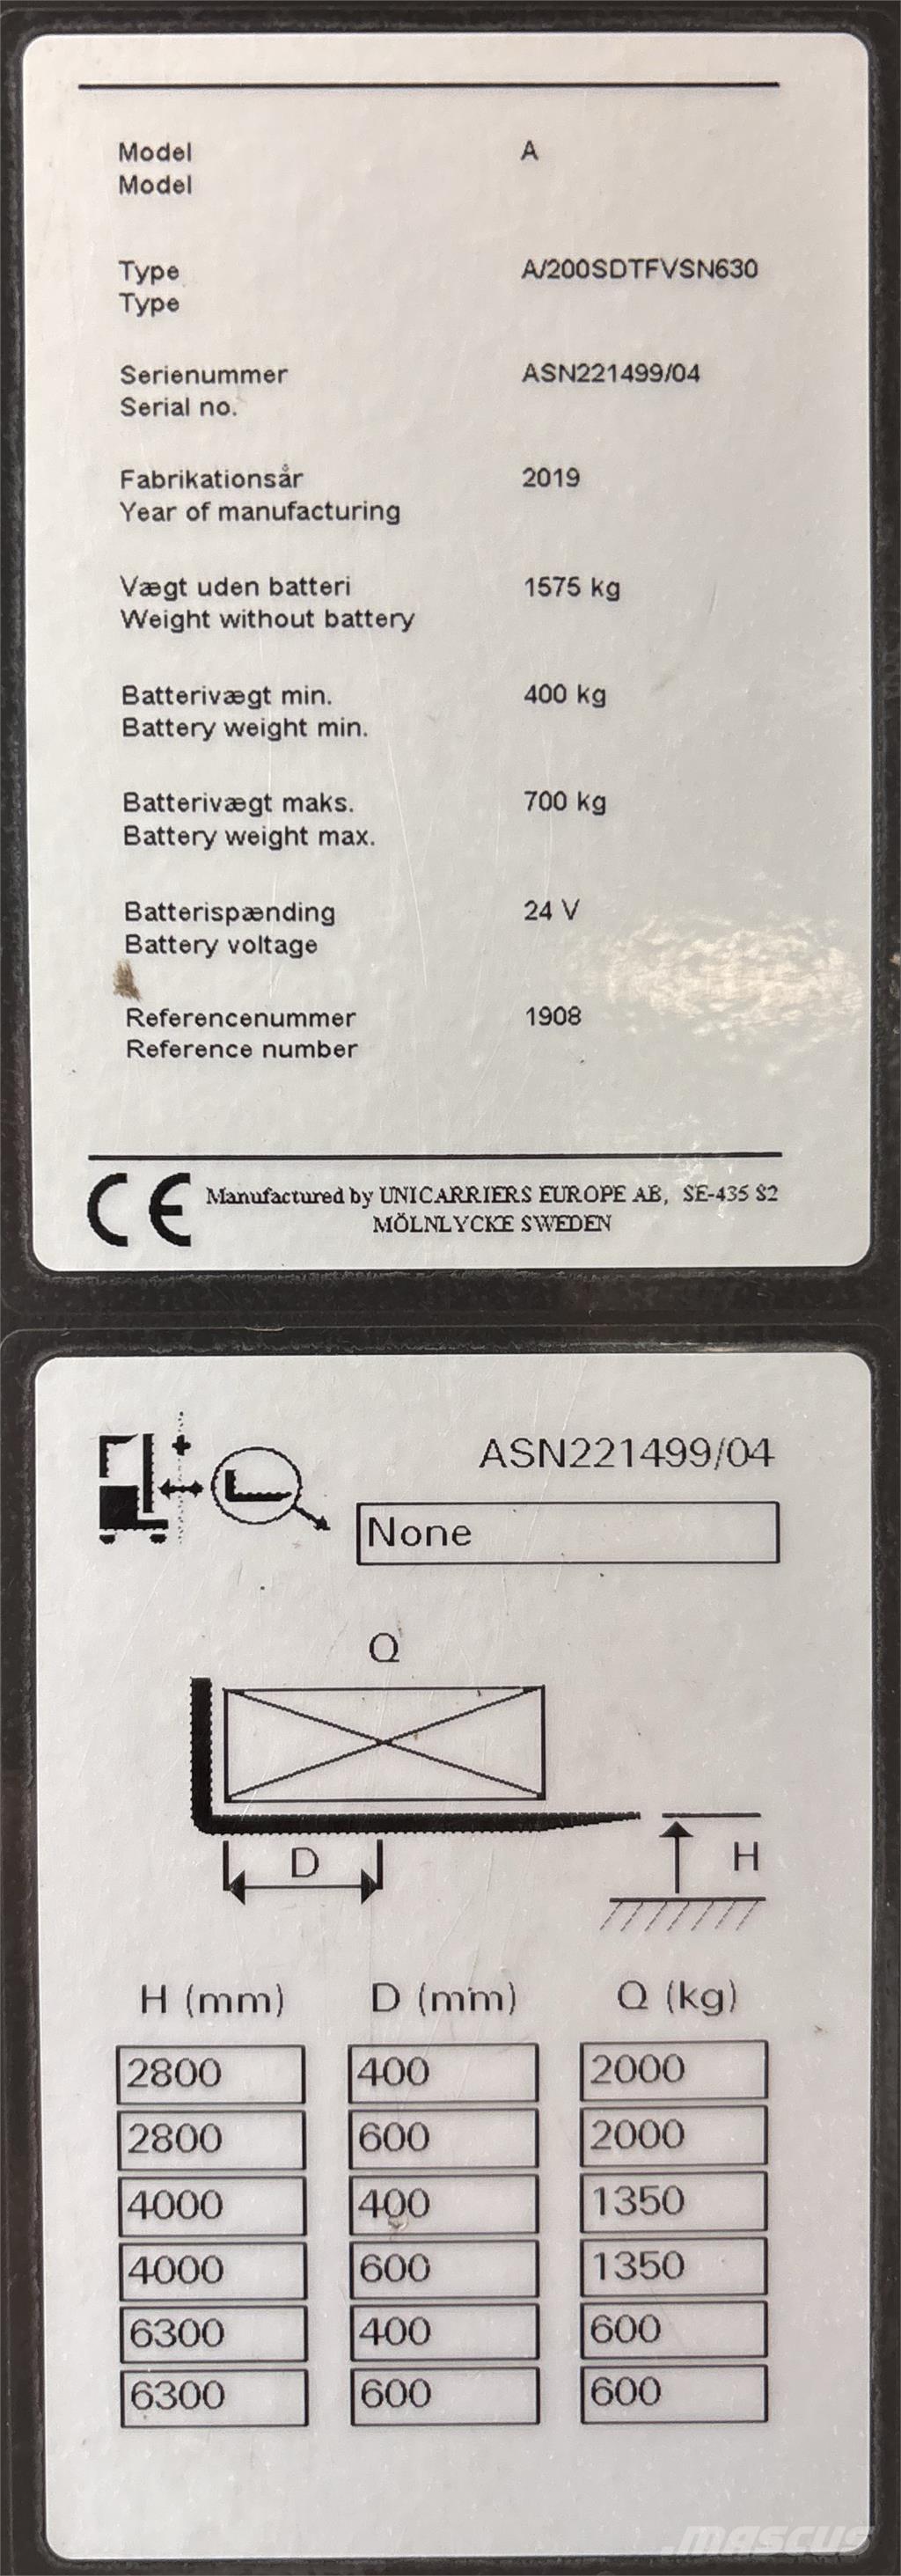 Model A
Model
Type A/200SDTFVSN630
Type
Serienummer ASN221499/04
Serial no.
Fabrikationsår 2019
Year of manufacturing
Vægt uden batteri 1575 kg
Weight without battery
Batterivægt min. 400 kg
Battery weight min.
Batterivægt maks. 700 kg
Battery weight max.
Batterispænding 24 V
Battery voltage
Referencenummer 1908
Reference number
CE Manufactured by UNICARRIERS EUROPE AB, SE-435 82
MÖLNLYCKE SWEDEN
ASN221499/04
None
Q
D
H
H (mm) D (mm) Q (kg)
2800 400 2000
2800 600 2000
4000 400 1350
4000 600 1350
6300 400 600
6300 600 600
mascus